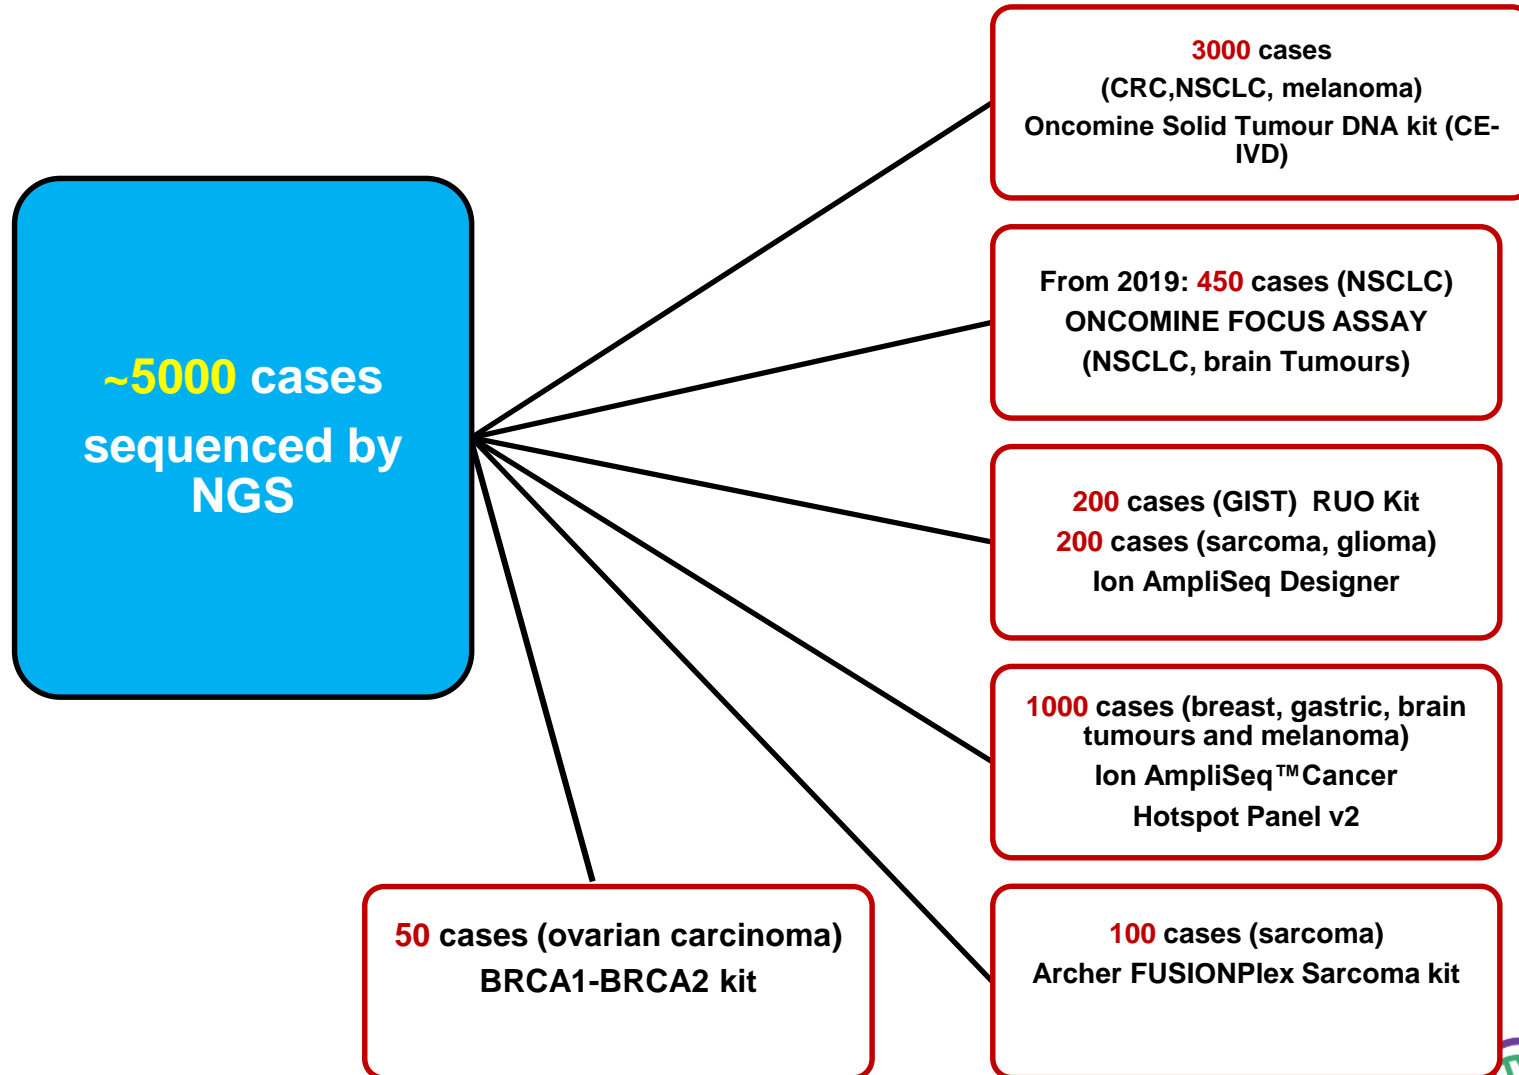 ~5000 cases
sequenced by
NGS
3000 cases
(CRC,NSCLC, melanoma)
Oncomine Solid Tumour DNA kit (CE-
IVD)
From 2019: 450 cases (NSCLC)
ONCOMINE FOCUS ASSAY
(NSCLC, brain Tumours)
200 cases (GIST) RUO Kit
200 cases (sarcoma, glioma)
Ion AmpliSeq Designer
1000 cases (breast, gastric, brain
tumours and melanoma)
Ion AmpliSeq™Cancer
Hotspot Panel v2
100 cases (sarcoma)
Archer FUSIONPlex Sarcoma kit
50 cases (ovarian carcinoma)
BRCA1-BRCA2 kit